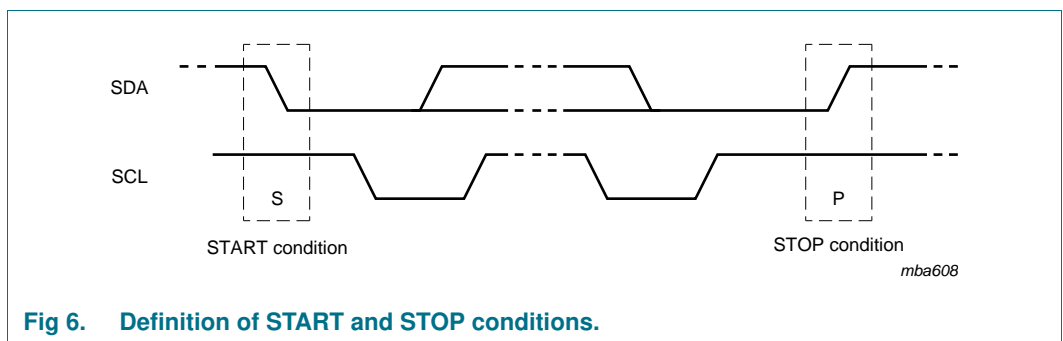 SDA
SCL
S
P
START condition
STOP condition
mba608
Fig 6. Definition of START and STOP conditions.